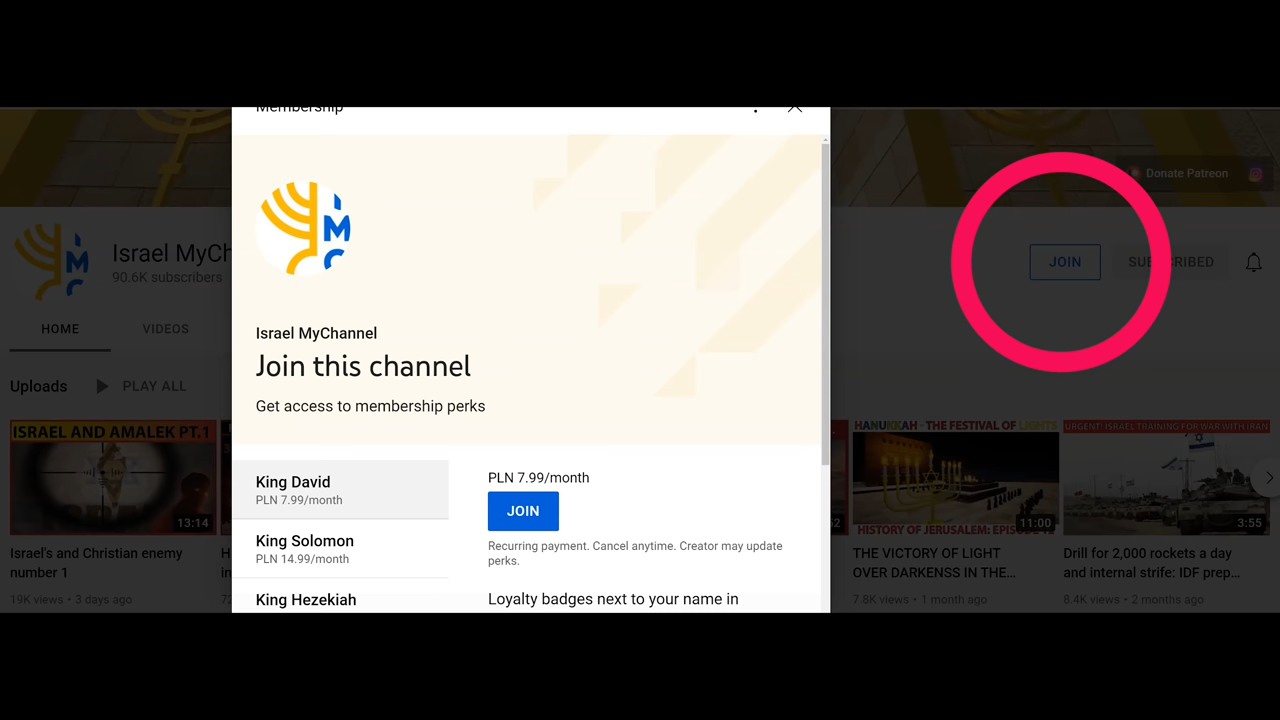 Membership
Donate Patreon
iMC
Israel MyCh
90.6K subscribers
iMC
JOIN
SUBSCRIBED
HOME
VIDEOS
Israel MyChannel
Join this channel
Get access to membership perks
Uploads
PLAY ALL
ISRAEL AND AMALEK PT.1
13:14
Israel's and Christian enemy
number 1
19K views • 3 days ago
King David
PLN 7.99/month
King Solomon
PLN 14.99/month
King Hezekiah
PLN 7.99/month
JOIN
Recurring payment. Cancel anytime. Creator may update
perks.
Loyalty badges next to your name in
HANUKKAH - THE FESTIVAL OF LIGHTS
HISTORY OF JERUSALEM: EPISODE
11:00
THE VICTORY OF LIGHT
OVER DARKENSS IN THE...
7.8K views • 1 month ago
URGENT: ISRAEL TRAINING FOR WAR WITH IRAN
3:55
Drill for 2,000 rockets a day
and internal strife: IDF prep...
8.4K views • 2 months ago